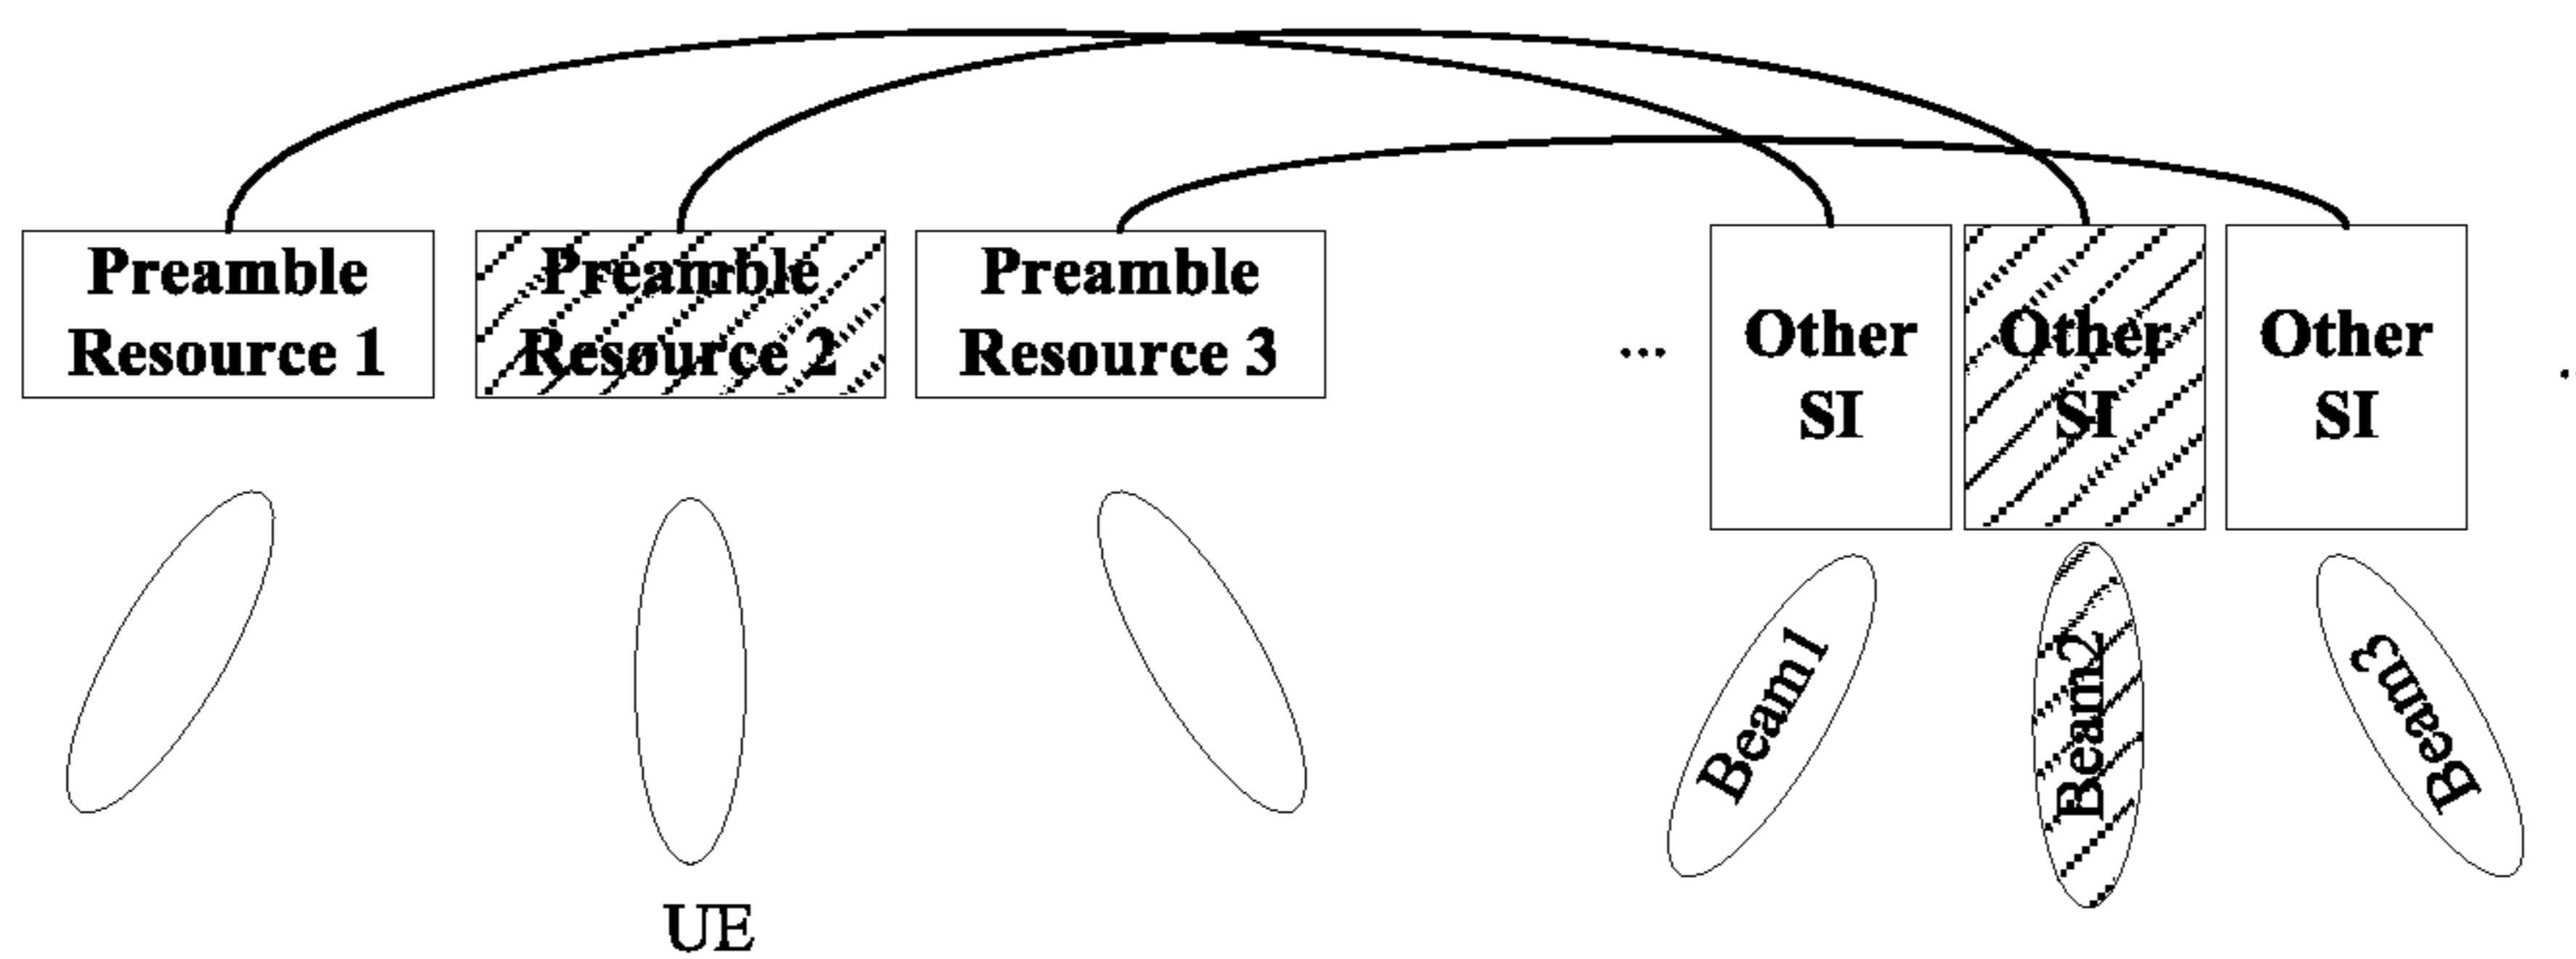 Preamble
Resource 1
Preamble
Resource 2
Preamble
Resource 3
...
Other
SI
Other
SI
Other
SI
.
Beam1
Beam2
Beam3
UE